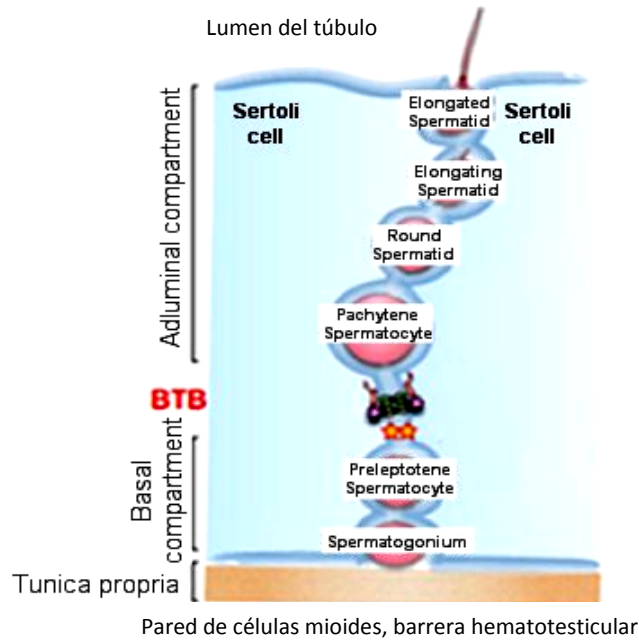 Lumen del túbulo
Elongated
Spermatid
Sertoli
cell
Sertoli
cell
Elongating
Spermatid
Round
Spermatid
Adluminal compartment
Pachytene
Spermatocyte
BTB
Basal
compartment
Preleptotene
Spermatocyte
Spermatogonium
Tunica propria
Pared de células mioides, barrera hematotesticular